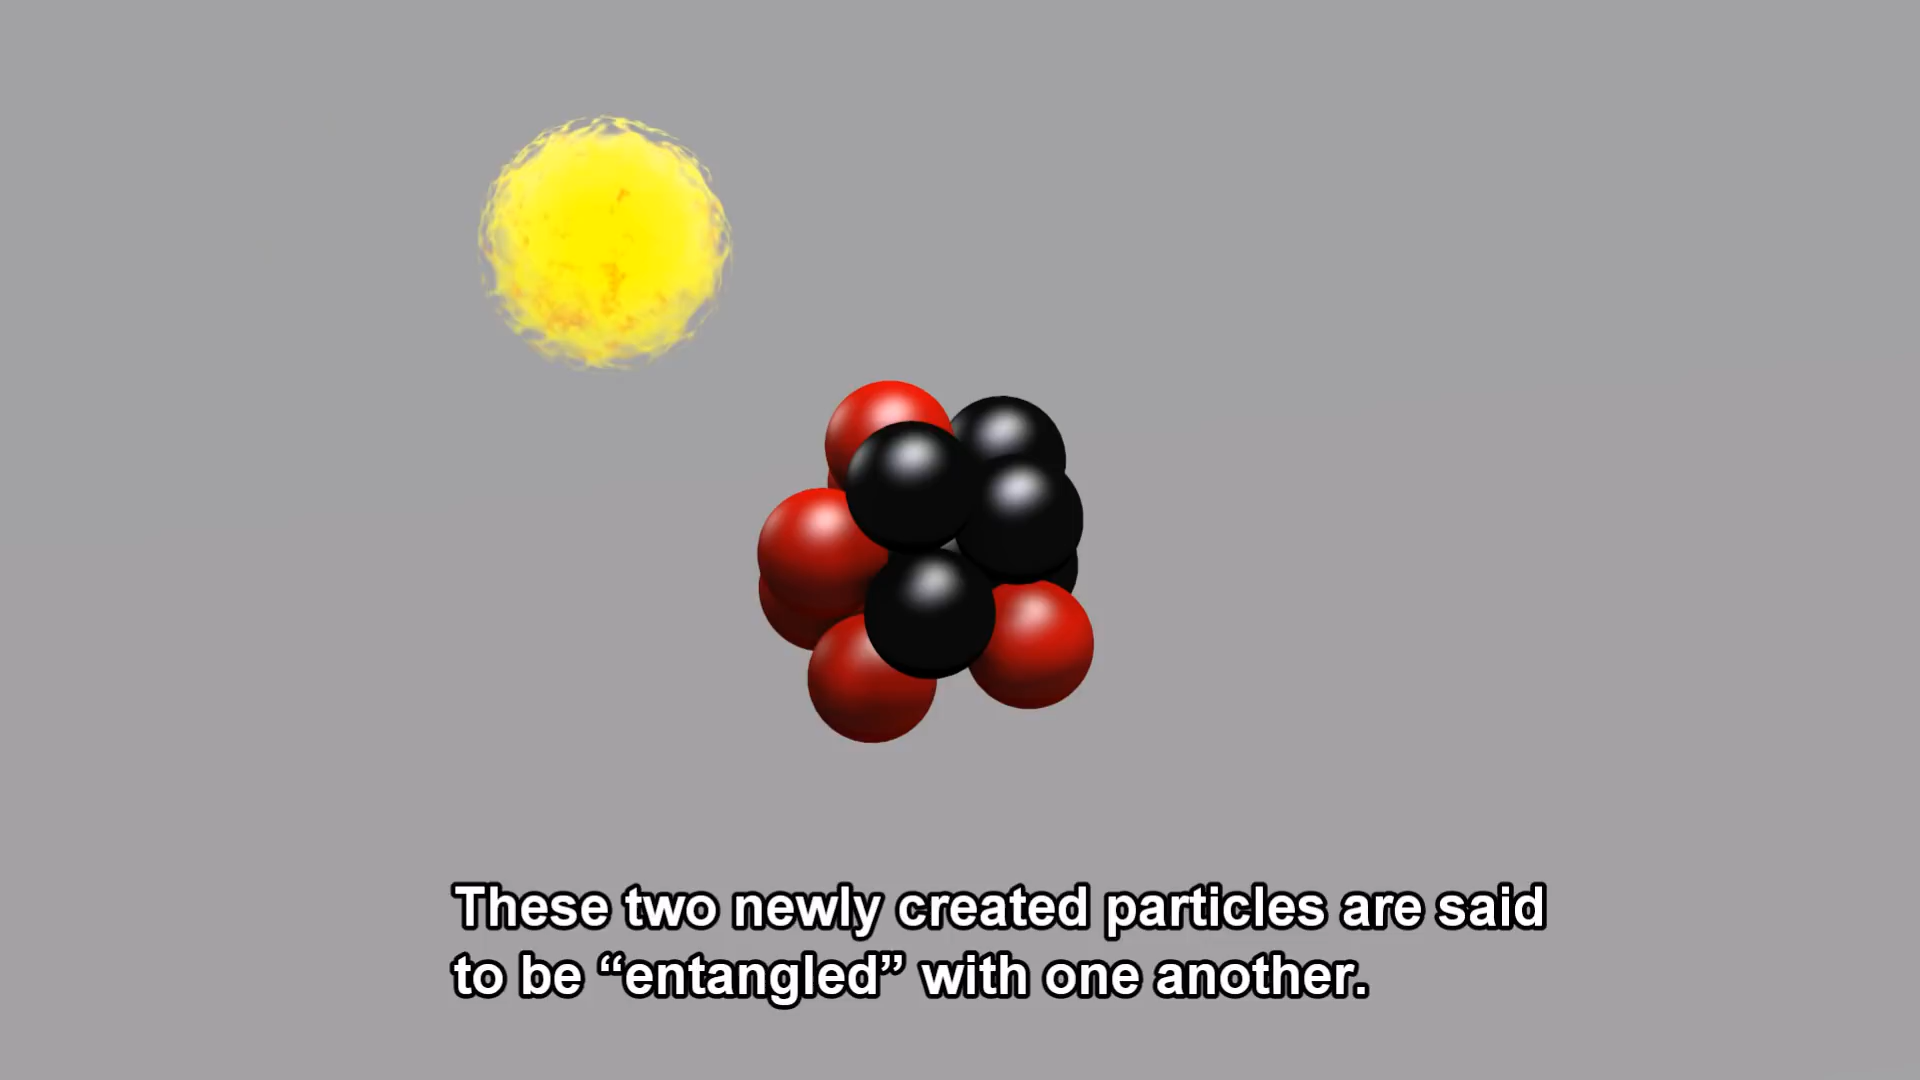 These two newly created particles are said
to be “entangled” with one another.